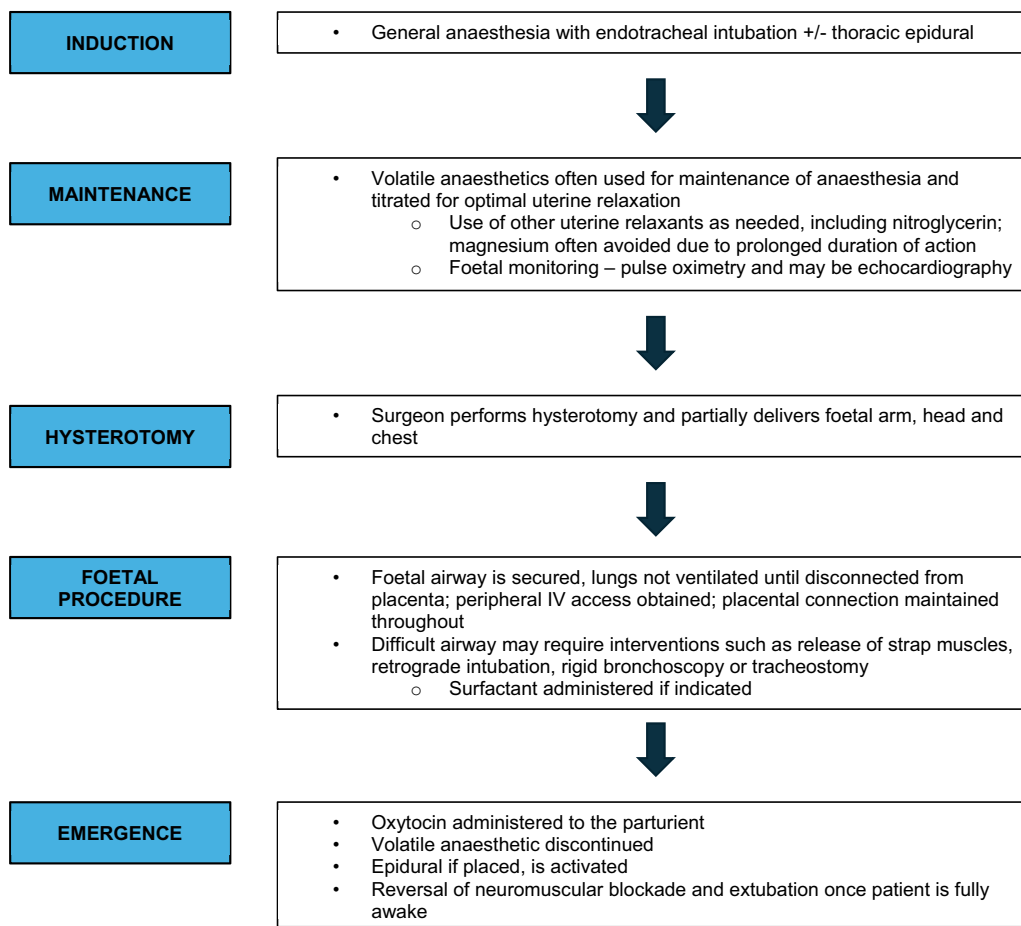 INDUCTION
• General anaesthesia with endotracheal intubation +/- thoracic epidural
MAINTENANCE
• Volatile anaesthetics often used for maintenance of anaesthesia and
titrated for optimal uterine relaxation
o Use of other uterine relaxants as needed, including nitroglycerin;
magnesium often avoided due to prolonged duration of action
o Foetal monitoring – pulse oximetry and may be echocardiography
HYSTEROTOMY
• Surgeon performs hysterotomy and partially delivers foetal arm, head and
chest
FOETAL
PROCEDURE
• Foetal airway is secured, lungs not ventilated until disconnected from
placenta; peripheral IV access obtained; placental connection maintained
throughout
• Difficult airway may require interventions such as release of strap muscles,
retrograde intubation, rigid bronchoscopy or tracheostomy
o Surfactant administered if indicated
EMERGENCE
• Oxytocin administered to the parturient
• Volatile anaesthetic discontinued
• Epidural if placed, is activated
• Reversal of neuromuscular blockade and extubation once patient is fully
awake